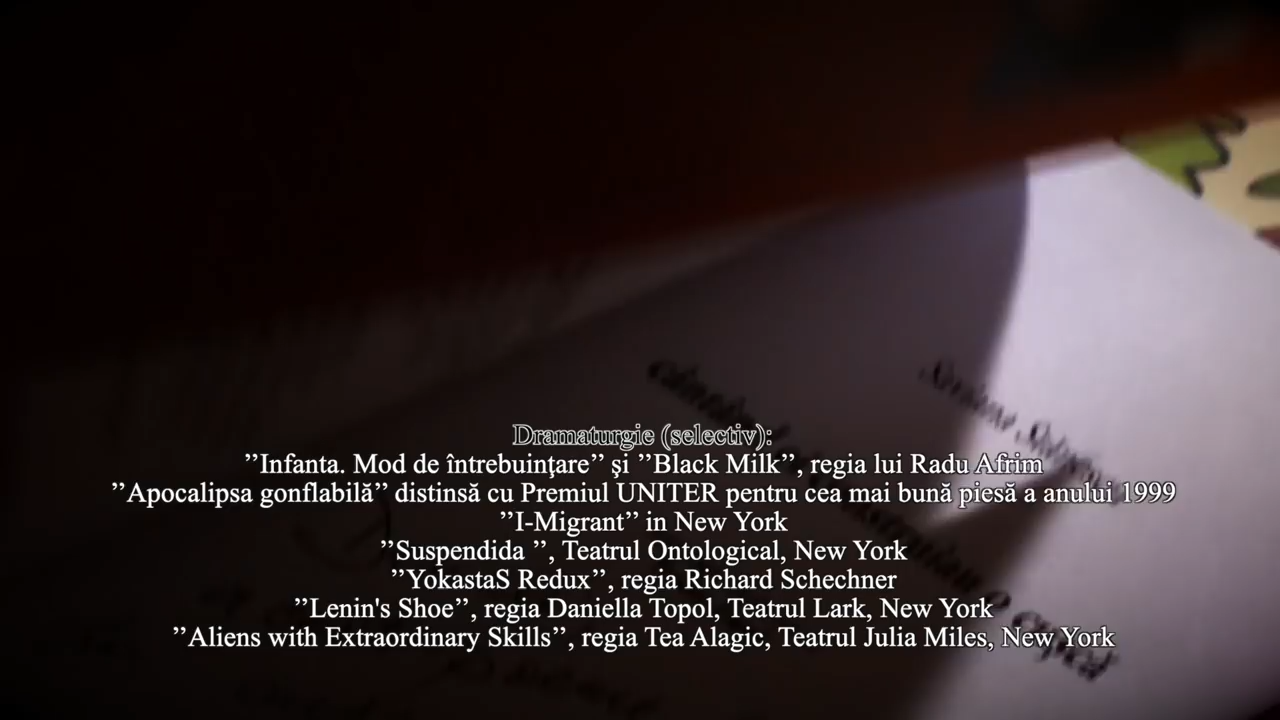 Dramaturgie (selectiv):
’’Infanta. Mod de întrebuinţare’’ şi ’’Black Milk’’, regia lui Radu Afrim
’’Apocalipsa gonflabilă’’ distinsă cu Premiul UNITER pentru cea mai bună piesă a anului 1999
’’I-Migrant’’ in New York
’’Suspendida ’’, Teatrul Ontological, New York
’’YokastaS Redux’’, regia Richard Schechner
’’Lenin's Shoe’’, regia Daniella Topol, Teatrul Lark, New York
’’Aliens with Extraordinary Skills’’, regia Tea Alagic, Teatrul Julia Miles, New York